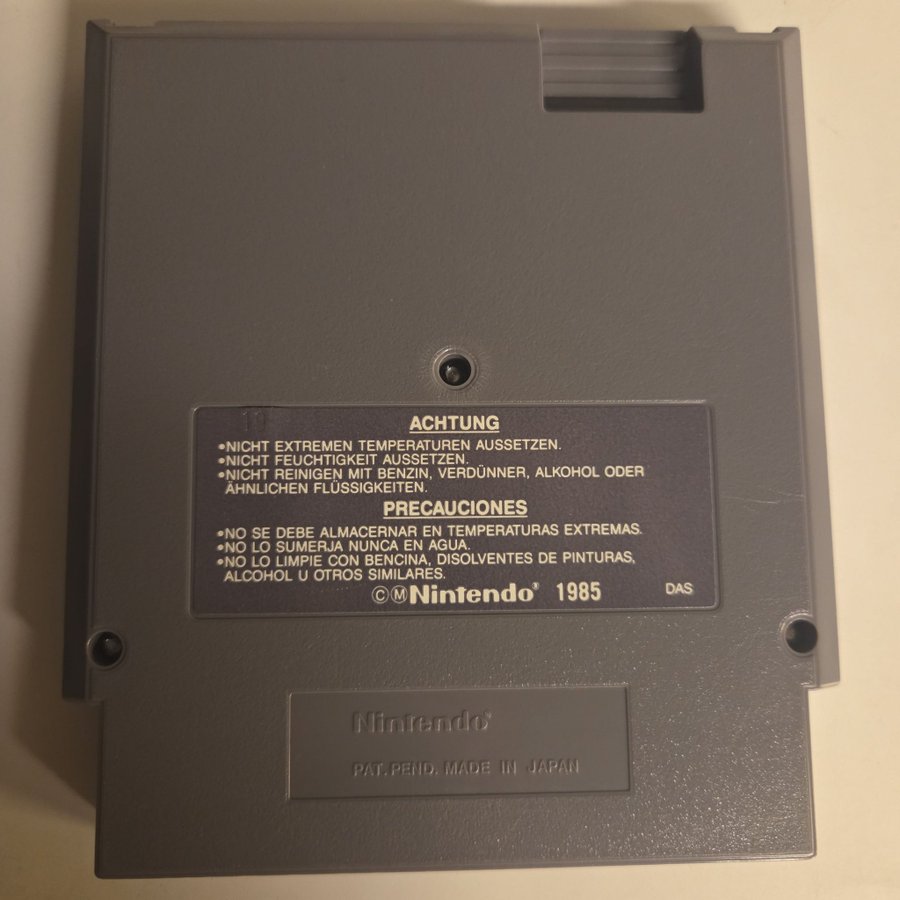 10
ACHTUNG
•NICHT EXTREMEN TEMPERATUREN AUSSETZEN.
•NICHT FEUCHTIGKEIT AUSSETZEN.
•NICHT REINIGEN MIT BENZIN, VERDÜNNER, ALKOHOL ODER
ÄHNLICHEN FLÜSSIGKEITEN.
PRECAUCIONES
•NO SE DEBE ALMACERNAR EN TEMPERATURAS EXTREMAS.
•NO LO SUMERJA NUNCA EN AGUA.
•NO LO LIMPIE CON BENCINA, DISOLVENTES DE PINTURAS,
ALCOHOL U OTROS SIMILARES.
ⒸⓂNintendo® 1985 DAS
Nintendo®
PAT. PEND. MADE IN JAPAN